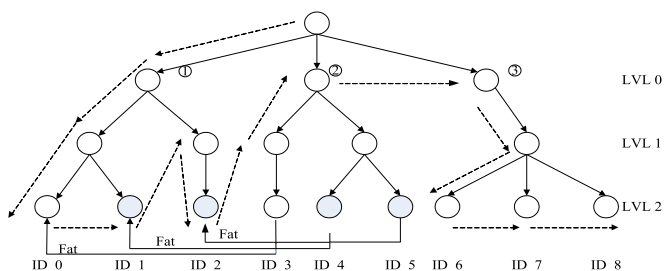 ① ② ③ LVL 0
LVL 1
LVL 2
Fat Fat Fat
ID 0 ID 1 ID 2 ID 3 ID 4 ID 5 ID 6 ID 7 ID 8